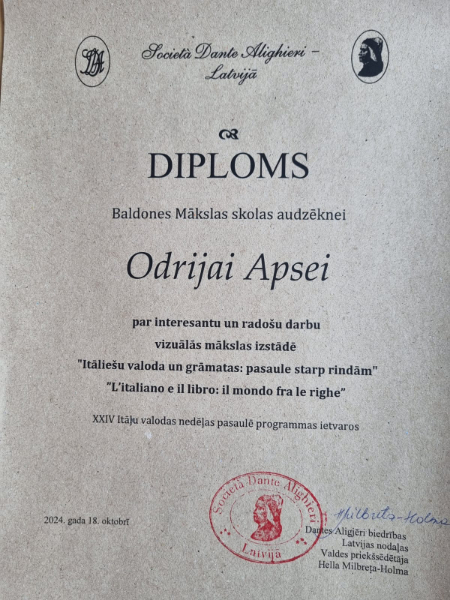 Società Dante Alighieri –
Latvijā
DIPLOMS
Baldones Mākslas skolas audzēknei
Odrijai Apsei
par interesantu un radošu darbu
vizuālās mākslas izstādē
"Itāliešu valoda un grāmatas: pasaule starp rindām"
"L'italiano e il libro: il mondo fra le righe"
XXIV Itāļu valodas nedēļas pasaulē programmas ietvaros
Società Dante Alighieri
Latvijā
2024. gada 18. oktobrī
Hilbreta-Holma
Dantes Aligjēri biedrības
Latvijas nodaļas
Valdes priekšsēdētāja
Hella Milbreta-Holma